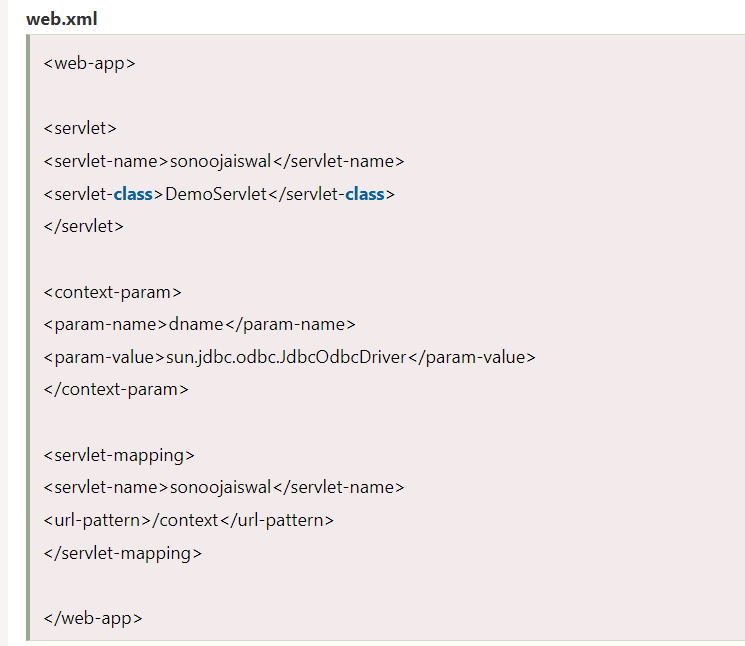 web.xml
<web-app>
<servlet>
<servlet-name>sonoojaiswal</servlet-name>
<servlet-class>DemoServlet</servlet-class>
</servlet>
<context-param>
<param-name>dname</param-name>
<param-value>sun.jdbc.odbc.JdbcOdbcDriver</param-value>
</context-param>
<servlet-mapping>
<servlet-name>sonoojaiswal</servlet-name>
<url-pattern>/context</url-pattern>
</servlet-mapping>
</web-app>